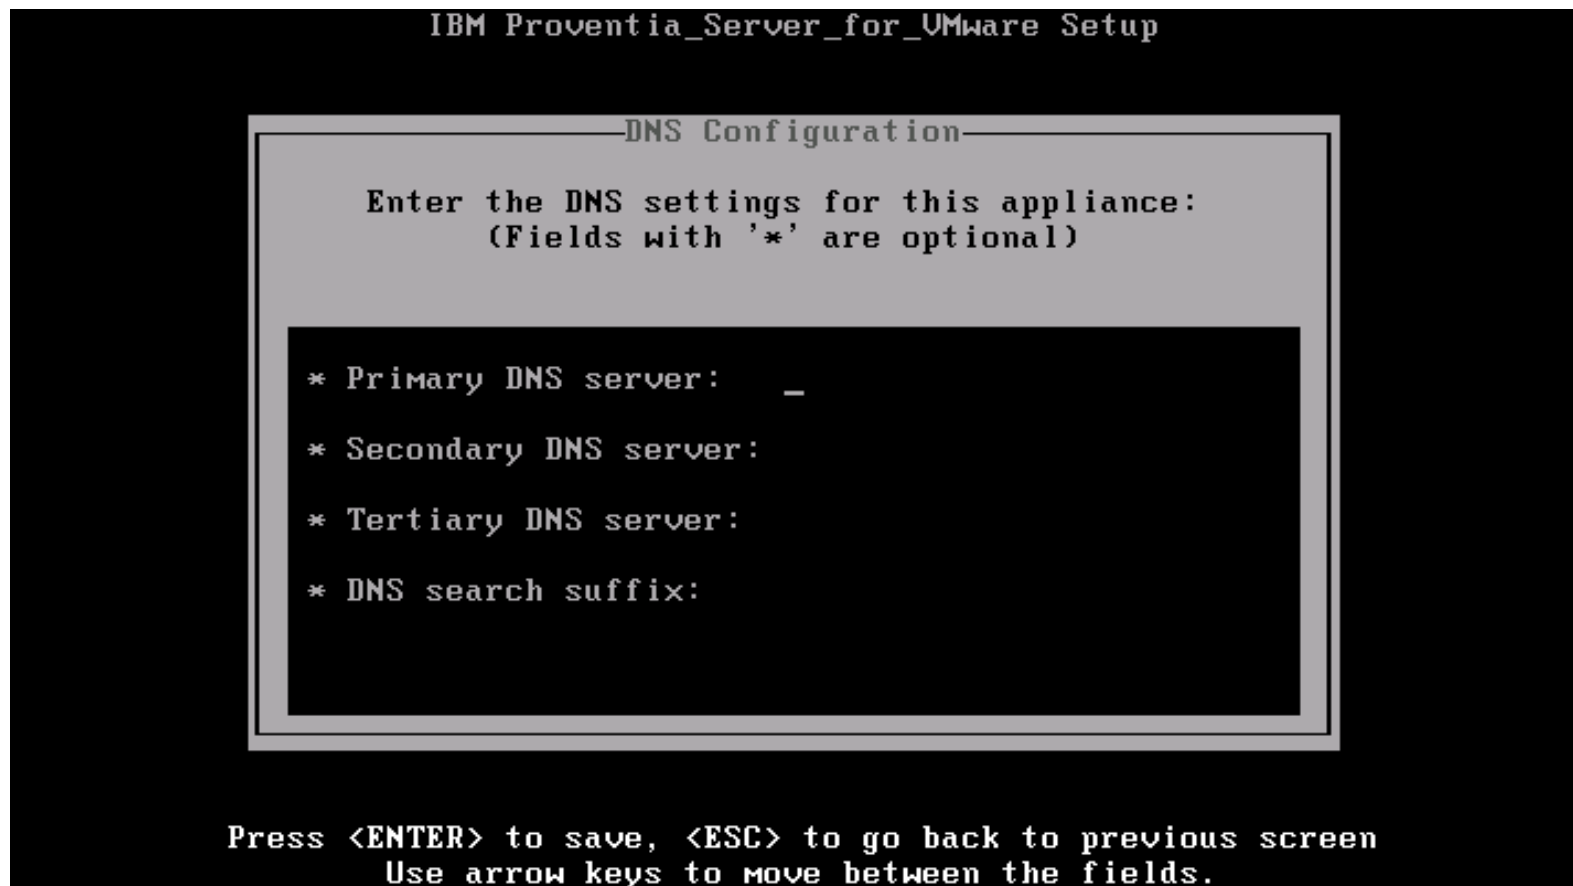 IBM Proventia_Server_for_VMware Setup
DNS Configuration
Enter the DNS settings for this appliance:
(Fields with '*' are optional)
* Primary DNS server: _
* Secondary DNS server:
* Tertiary DNS server:
* DNS search suffix:
Press <ENTER> to save, <ESC> to go back to previous screen
Use arrow keys to move between the fields.